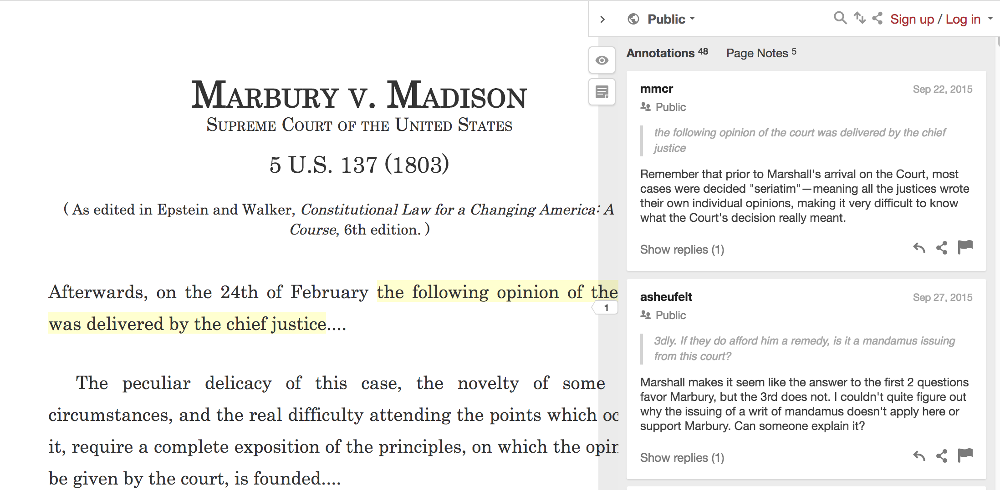 MARBURY V. MADISON
SUPREME COURT OF THE UNITED STATES
5 U.S. 137 (1803)
( As edited in Epstein and Walker, Constitutional Law for a Changing America: A
Course, 6th edition. )
Afterwards, on the 24th of February the following opinion of the
was delivered by the chief justice....
The peculiar delicacy of this case, the novelty of some
circumstances, and the real difficulty attending the points which oc
it, require a complete exposition of the principles, on which the opin
be given by the court, is founded....
1
Public
Sign up / Log in
Annotations 48 Page Notes 5
mmcr Sep 22, 2015
Public
the following opinion of the court was delivered by the chief
justice
Remember that prior to Marshall's arrival on the Court, most
cases were decided "seriatim"—meaning all the justices wrote
their own individual opinions, making it very difficult to know
what the Court's decision really meant.
Show replies (1)
asheufelt Sep 27, 2015
Public
3dly. If they do afford him a remedy, is it a mandamus issuing
from this court?
Marshall makes it seem like the answer to the first 2 questions
favor Marbury, but the 3rd does not. I couldn't quite figure out
why the issuing of a writ of mandamus doesn't apply here or
support Marbury. Can someone explain it?
Show replies (1)